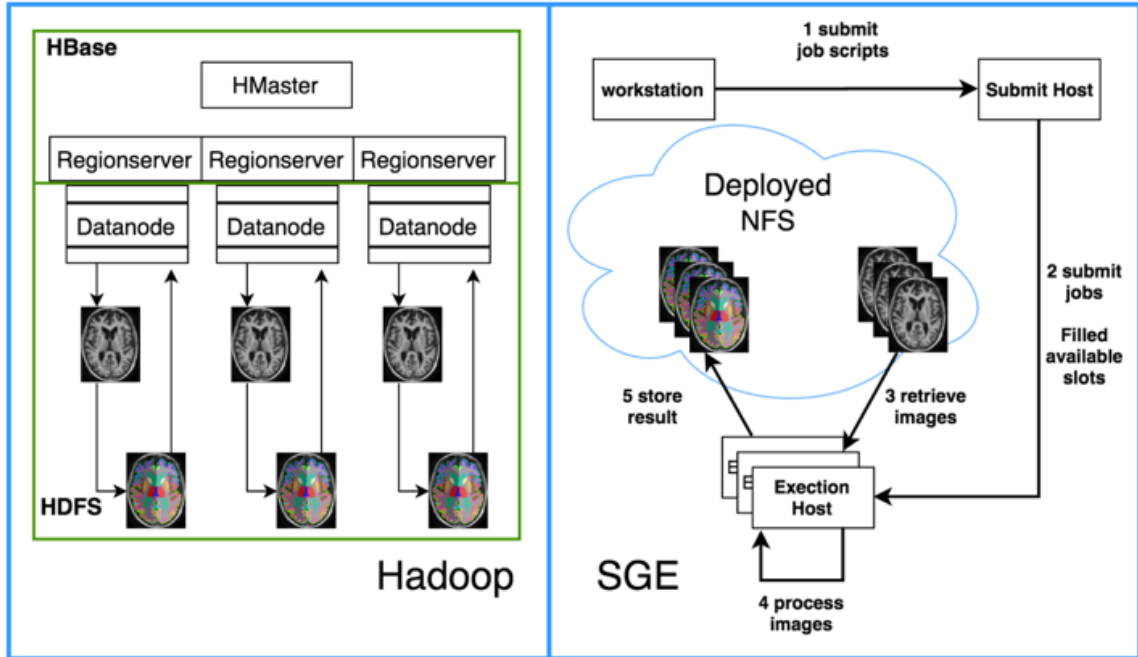 HBase
HMaster
Regionserver Regionserver Regionserver
Datanode Datanode Datanode
HDFS
Hadoop
1 submit
job scripts
workstation
Submit Host
Deployed
NFS
2 submit
jobs
Filled
available
slots
5 store
result
3 retrieve
images
Exection
Host
SGE
4 process
images